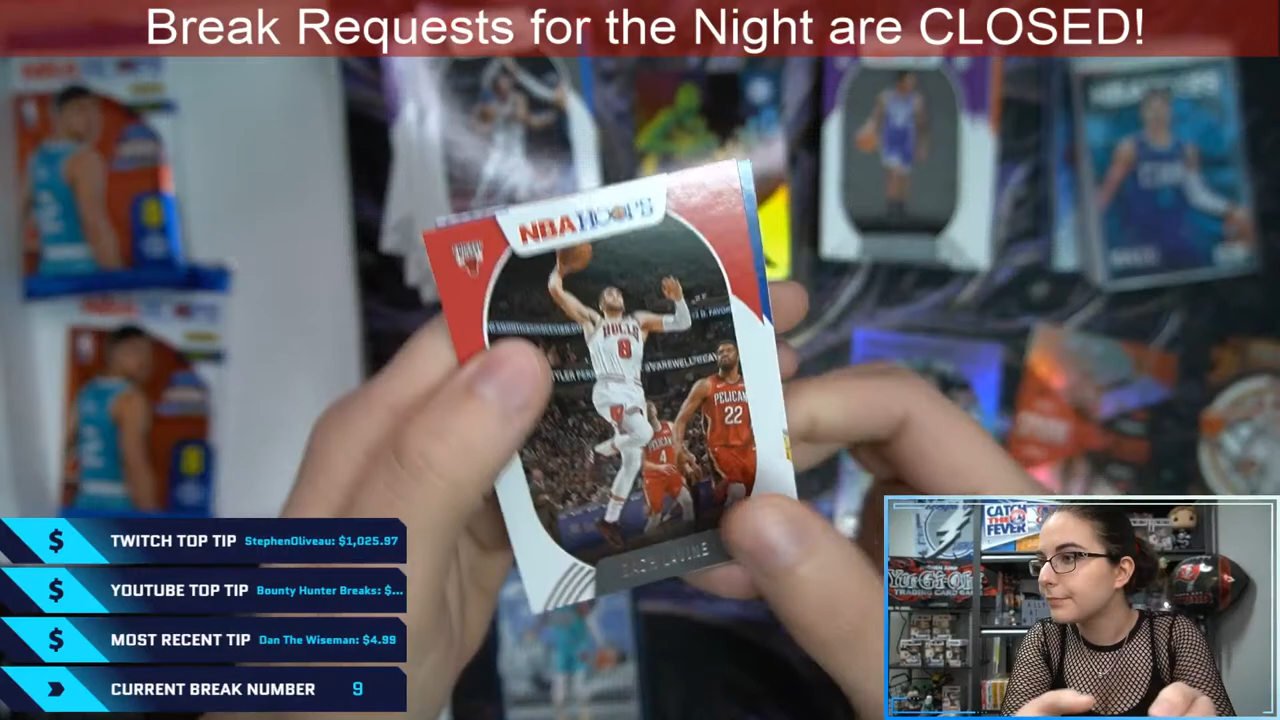 Break Requests for the Night are CLOSED!
NBA HOOPS
BULLS
8
PELICANS
22
4
ZACH LAVINE
CATCH
THE
FEVER
Yu-Gi-Oh!
TRADING CARD GAME
TWITCH TOP TIP StephenOliveau: $1,025.97
YOUTUBE TOP TIP Bounty Hunter Breaks: $...
MOST RECENT TIP Dan The Wiseman: $4.99
CURRENT BREAK NUMBER 9